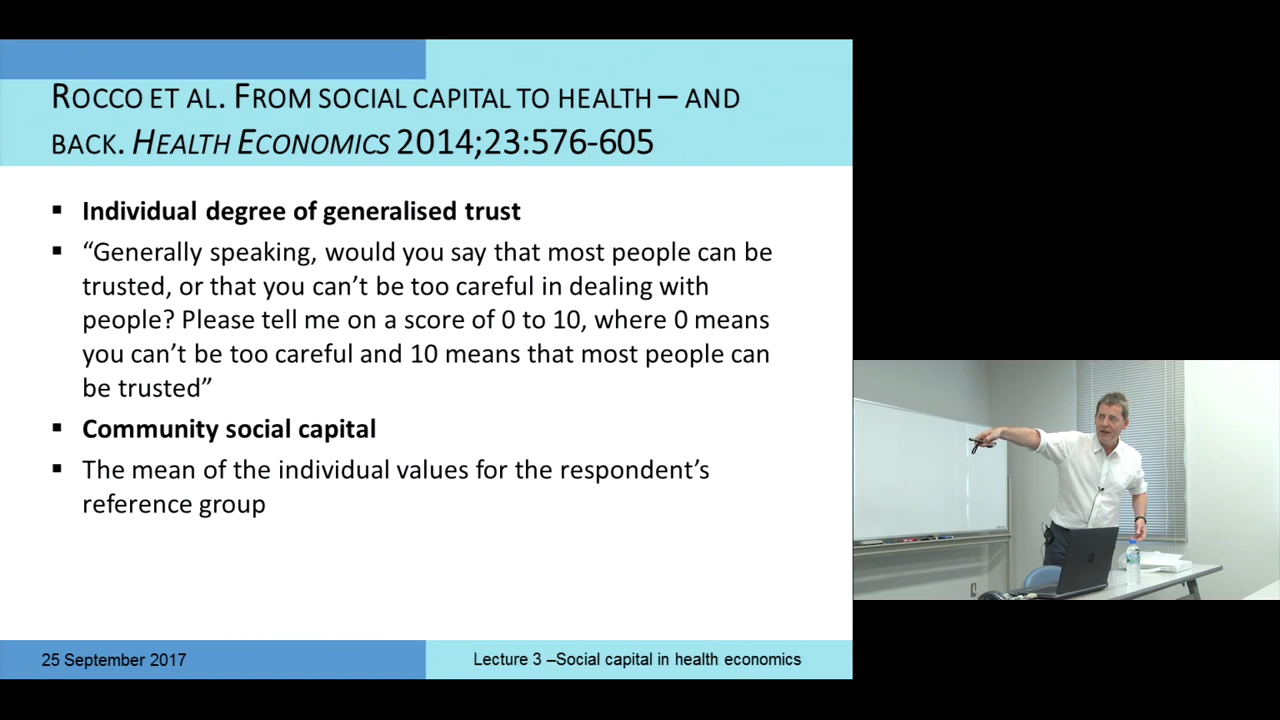 ROCCO ET AL. FROM SOCIAL CAPITAL TO HEALTH – AND
BACK. HEALTH ECONOMICS 2014;23:576-605
▪ Individual degree of generalised trust
▪ “Generally speaking, would you say that most people can be
trusted, or that you can’t be too careful in dealing with
people? Please tell me on a score of 0 to 10, where 0 means
you can’t be too careful and 10 means that most people can
be trusted”
▪ Community social capital
▪ The mean of the individual values for the respondent’s
reference group
25 September 2017
Lecture 3 –Social capital in health economics